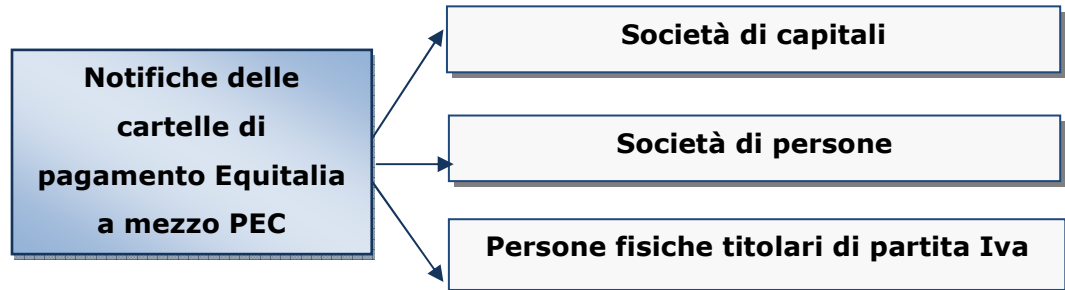 Notifiche delle
cartelle di
pagamento Equitalia
a mezzo PEC
Società di capitali
Società di persone
Persone fisiche titolari di partita Iva